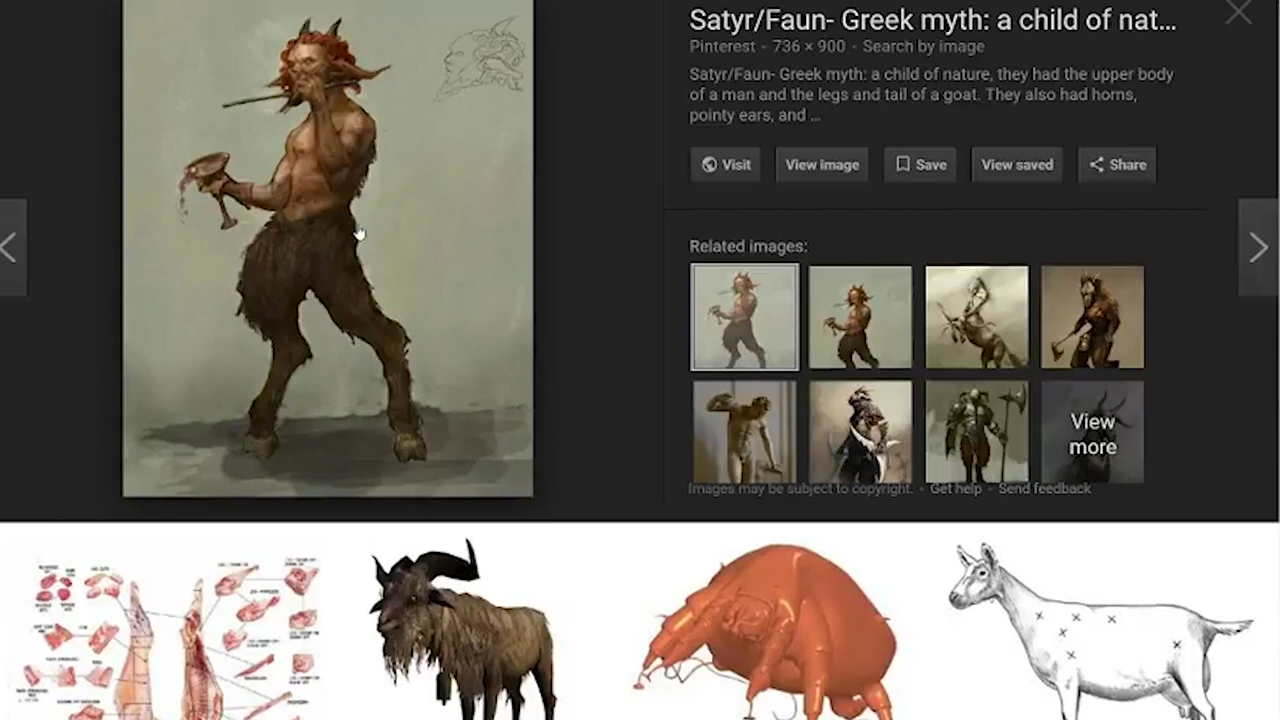 Satyr/Faun- Greek myth: a child of nat...
Pinterest - 736 × 900 - Search by image
Satyr/Faun- Greek myth: a child of nature, they had the upper body
of a man and the legs and tail of a goat. They also had horns,
pointy ears, and ...
Visit View image Save View saved Share
Related images:
View
more
Images may be subject to copyright. - Get help - Send feedback